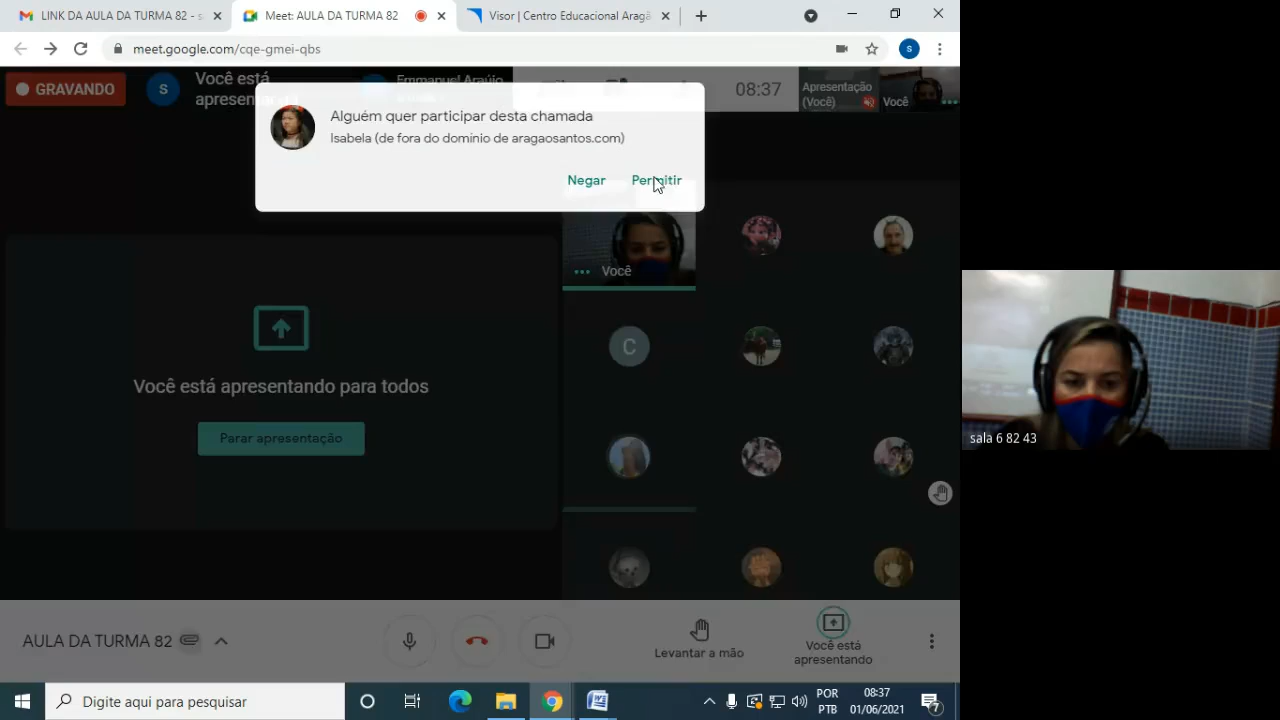 LINK DA AULA DA TURMA 82 - s
Meet: AULA DA TURMA 82
Visor | Centro Educacional Aragã
meet.google.com/cqe-gmei-qbs
S
GRAVANDO
S
Você está
Emmanuel Araújo
08:37
Apresentação
(Você)
Você
Alguém quer participar desta chamada
Isabela (de fora do domínio de aragaosantos.com)
Negar
Permitir
Você
C
Você está apresentando para todos
Parar apresentação
sala 6 82 43
AULA DA TURMA 82
Levantar a mão
Você está
apresentando
Digite aqui para pesquisar
POR
PTB
08:37
01/06/2021
7